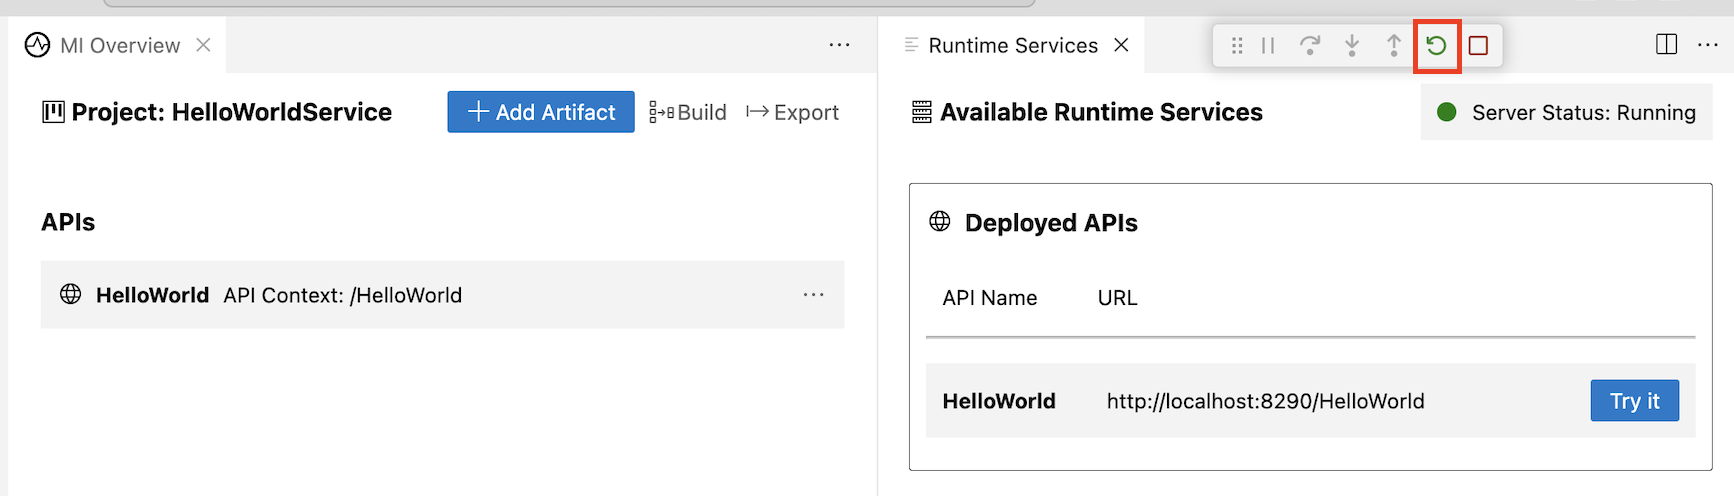 MI Overview
Project: HelloWorldService
Add Artifact
Build
Export
APIs
HelloWorld API Context: /HelloWorld
Runtime Services
Available Runtime Services
Server Status: Running
Deployed APIs
API Name URL
HelloWorld http://localhost:8290/HelloWorld Try it